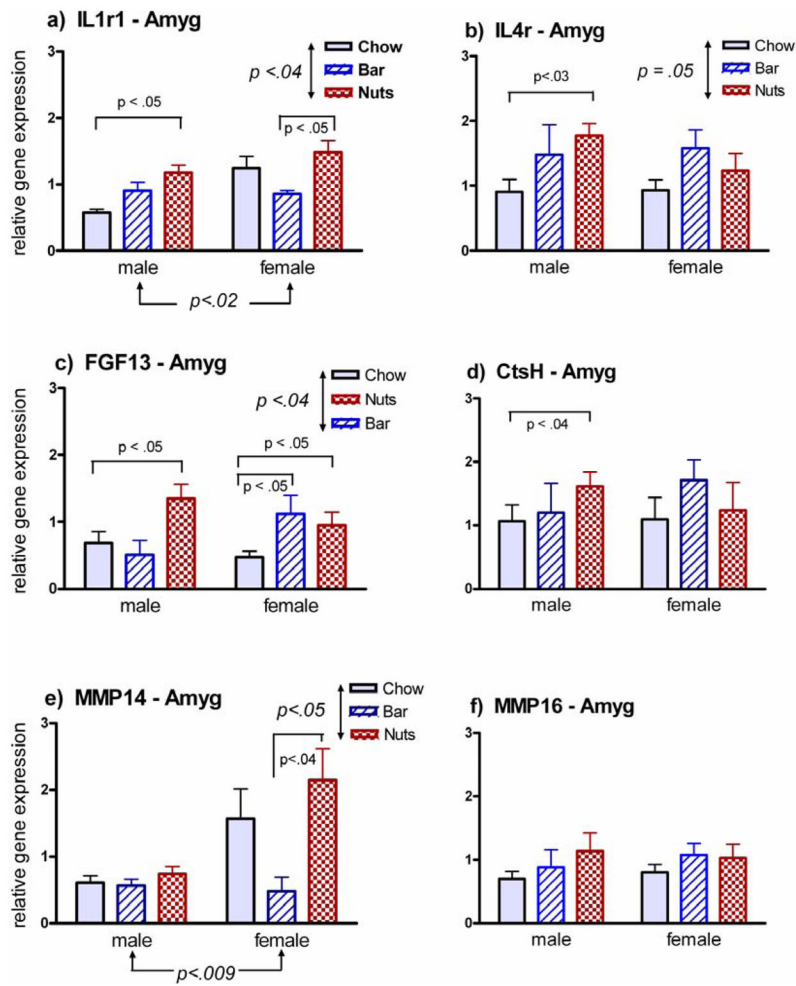 a) IL1r1 - Amyg
3
2
1
0
relative gene expression
p < .05
p <.04
Chow
Bar
Nuts
p < .05
male
female
p<.02
b) IL4r - Amyg
3
2
1
0
p<.03
p = .05
Chow
Bar
Nuts
male
female
c) FGF13 - Amyg
3
2
1
0
relative gene expression
p < .05
p <.04
Chow
Nuts
Bar
p < .05
p < .05
male
female
d) CtsH - Amyg
3
2
1
0
p < .04
male
female
e) MMP14 - Amyg
3
2
1
0
relative gene expression
p<.05
Chow
Bar
Nuts
p<.04
male
female
p<.009
f) MMP16 - Amyg
3
2
1
0
male
female